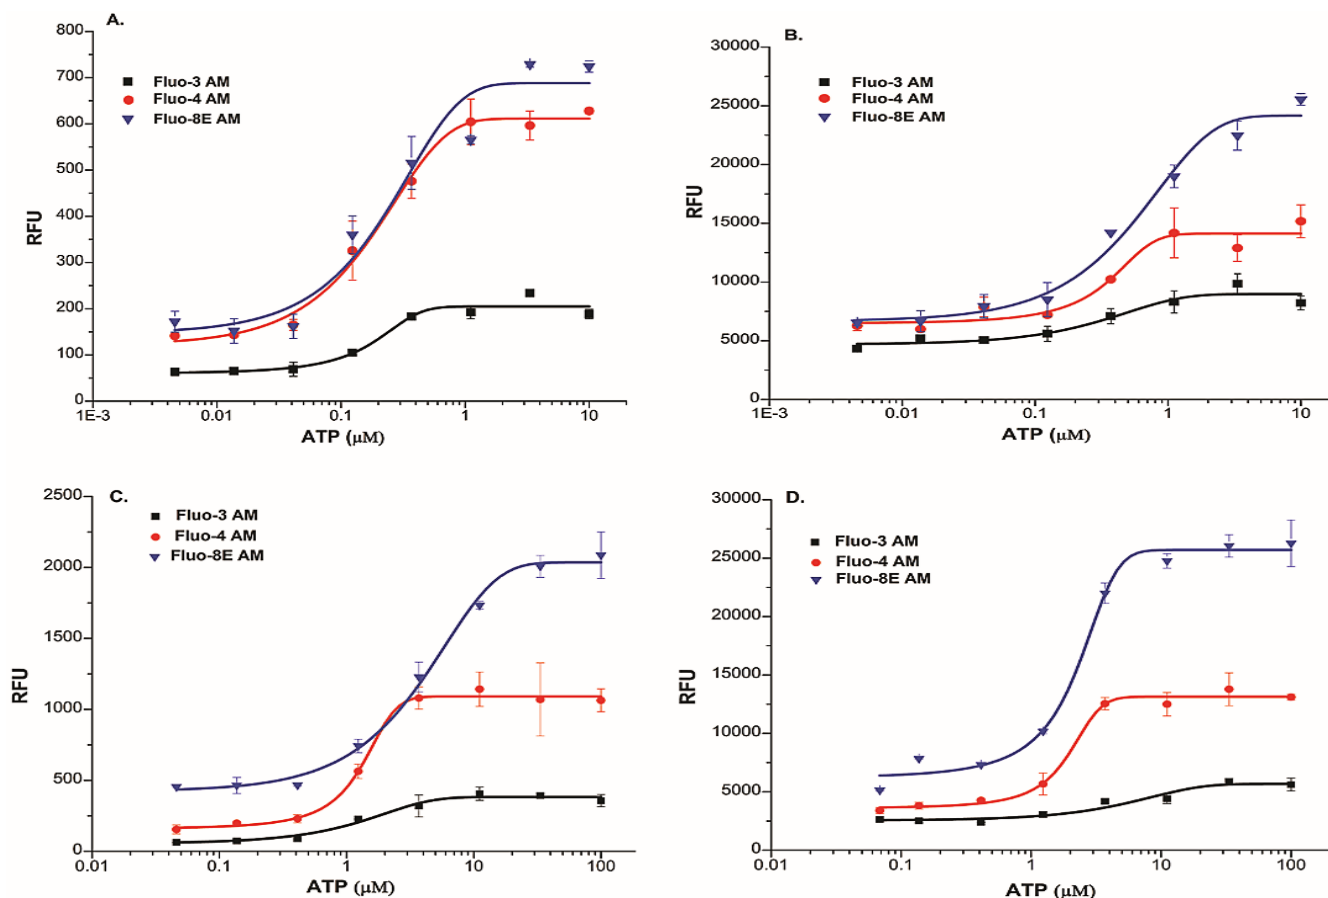 A.
800
700
600
500
400
300
200
100
0
RFU
Fluo-3 AM
Fluo-4 AM
Fluo-8E AM
1E-3
0.01
0.1
1
10
ATP (μM)
B.
30000
25000
20000
15000
10000
5000
0
RFU
Fluo-3 AM
Fluo-4 AM
Fluo-8E AM
1E-3
0.01
0.1
1
10
ATP (μM)
C.
2500
2000
1500
1000
500
0
RFU
Fluo-3 AM
Fluo-4 AM
Fluo-8E AM
0.01
0.1
1
10
100
ATP (μM)
D.
30000
25000
20000
15000
10000
5000
0
RFU
Fluo-3 AM
Fluo-4 AM
Fluo-8E AM
0.01
0.1
1
10
100
ATP (μM)